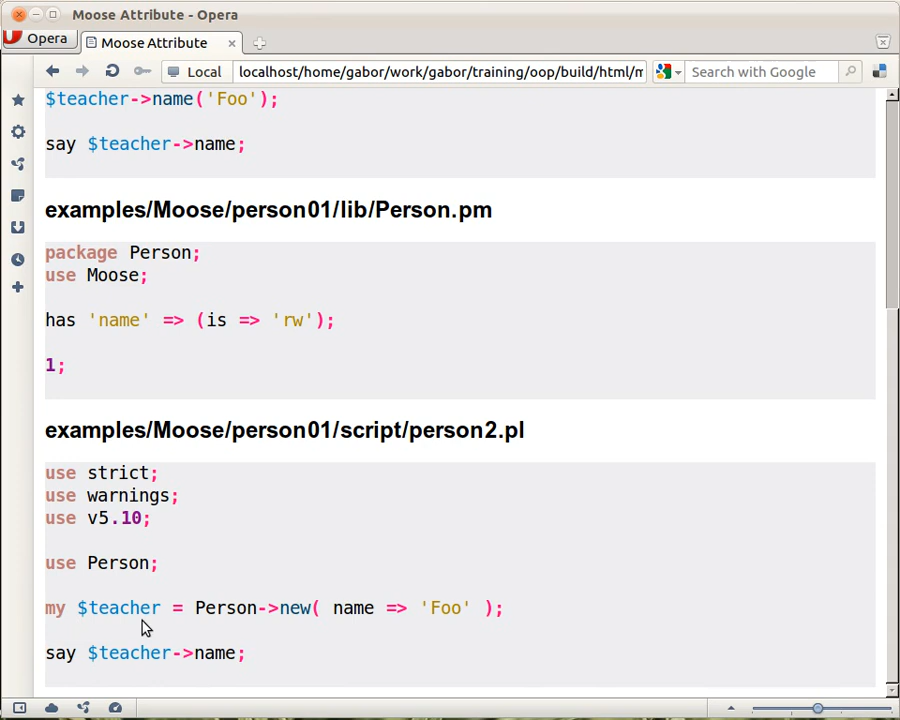 Moose Attribute - Opera
Opera
Moose Attribute
Local
localhost/home/gabor/work/gabor/training/oop/build/html/m
Search with Google
$teacher->name('Foo');
say $teacher->name;
examples/Moose/person01/lib/Person.pm
package Person;
use Moose;
has 'name' => (is => 'rw');
1;
examples/Moose/person01/script/person2.pl
use strict;
use warnings;
use v5.10;
use Person;
my $teacher = Person->new( name => 'Foo' );
say $teacher->name;